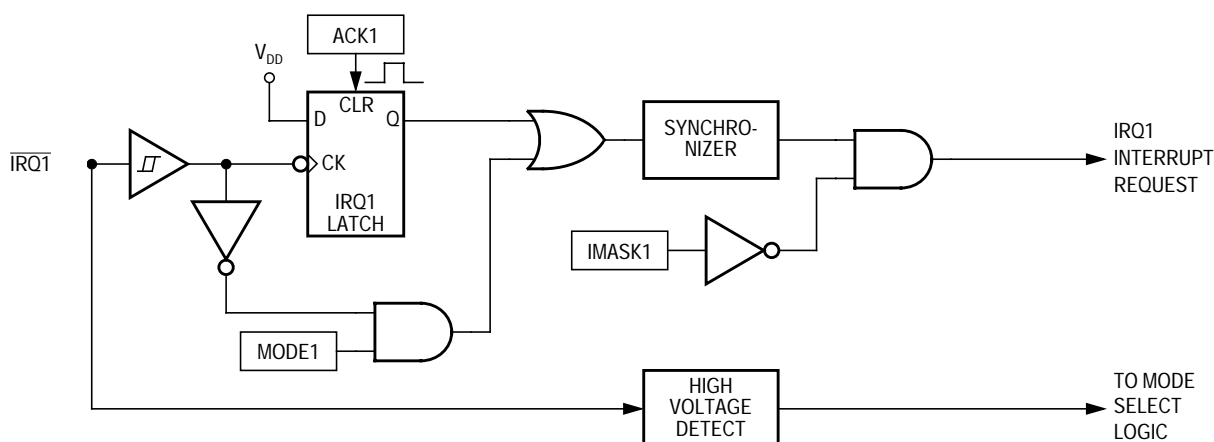 ACK1
VDD
CLR
D
Q
CK
IRQ1
LATCH
IRQ1
SYNCHRO-
NIZER
IRQ1
INTERRUPT
REQUEST
IMASK1
MODE1
HIGH
VOLTAGE
DETECT
TO MODE
SELECT
LOGIC